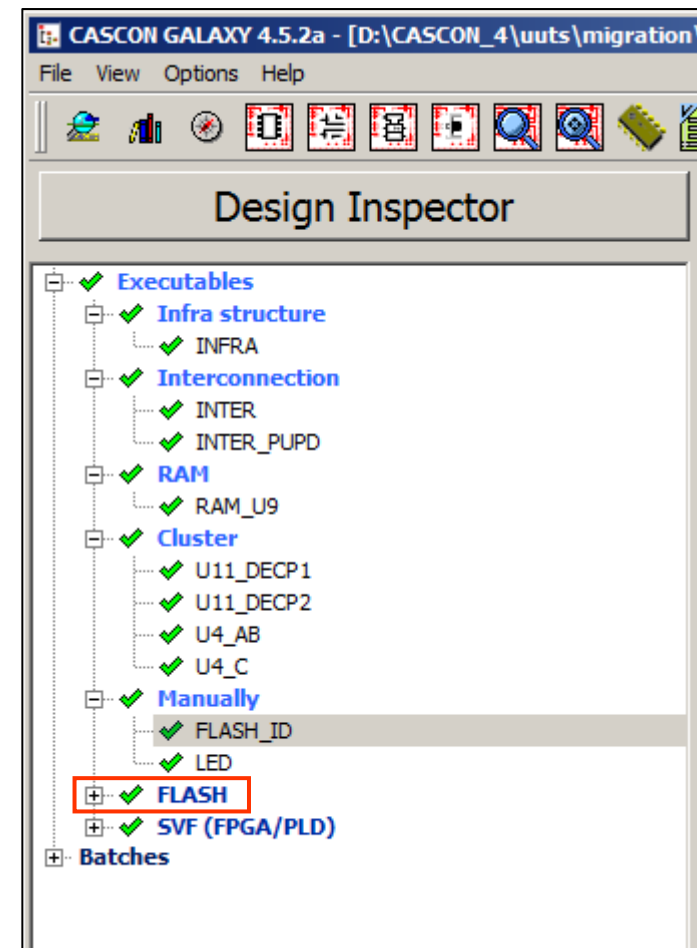 CASCON GALAXY 4.5.2a - [D:\CASCON_4\uuts\migration\
File View Options Help
Design Inspector
Executables
Infra structure
INFRA
Interconnection
INTER
INTER_PUPD
RAM
RAM_U9
Cluster
U11_DECP1
U11_DECP2
U4_AB
U4_C
Manually
FLASH_ID
LED
FLASH
SVF (FPGA/PLD)
Batches